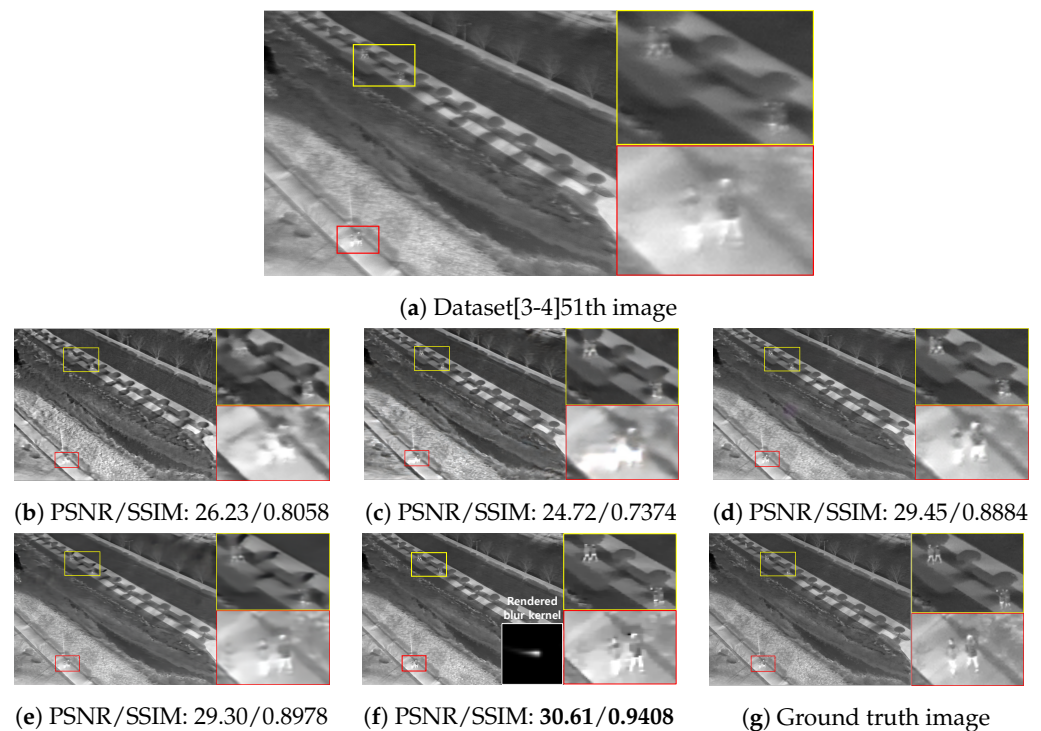 (a) Dataset[3-4]51th image
(b) PSNR/SSIM: 26.23/0.8058
(c) PSNR/SSIM: 24.72/0.7374
(d) PSNR/SSIM: 29.45/0.8884
Rendered
blur kernel
(e) PSNR/SSIM: 29.30/0.8978
(f) PSNR/SSIM: 30.61/0.9408
(g) Ground truth image